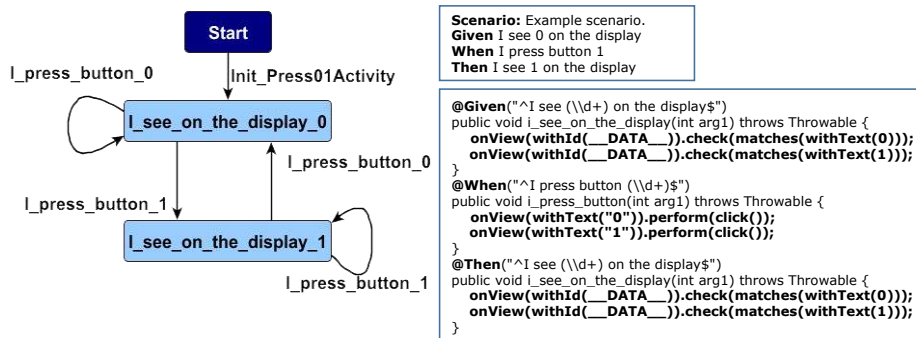 Start
Init_Press01Activity
I_press_button_0
I_see_on_the_display_0
I_press_button_0
I_press_button_1
I_see_on_the_display_1
I_press_button_1
Scenario: Example scenario.
Given I see 0 on the display
When I press button 1
Then I see 1 on the display
@Given("^I see (\\d+) on the display$")
public void i_see_on_the_display(int arg1) throws Throwable {
onView(withId(__DATA__)).check(matches(withText(0)));
onView(withId(__DATA__)).check(matches(withText(1)));
}
@When("^I press button (\\d+)$")
public void i_press_button(int arg1) throws Throwable {
onView(withText("0")).perform(click());
onView(withText("1")).perform(click());
}
@Then("^I see (\\d+) on the display$")
public void i_see_on_the_display(int arg1) throws Throwable {
onView(withId(__DATA__)).check(matches(withText(0)));
onView(withId(__DATA__)).check(matches(withText(1)));
}